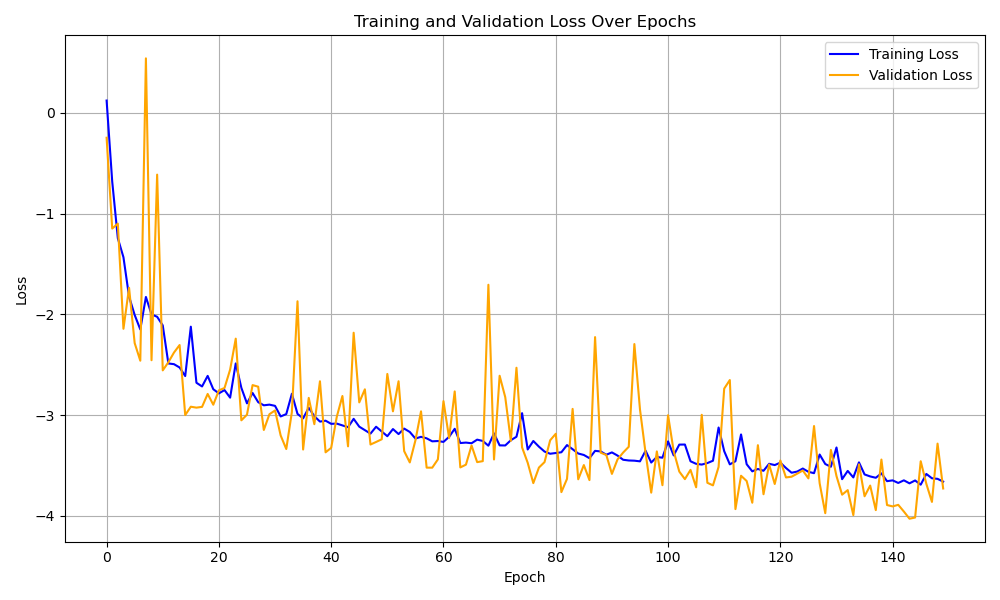 Training and Validation Loss Over Epochs
Training Loss
Validation Loss
Loss
0
−1
−2
−3
−4
0 20 40 60 80 100 120 140
Epoch